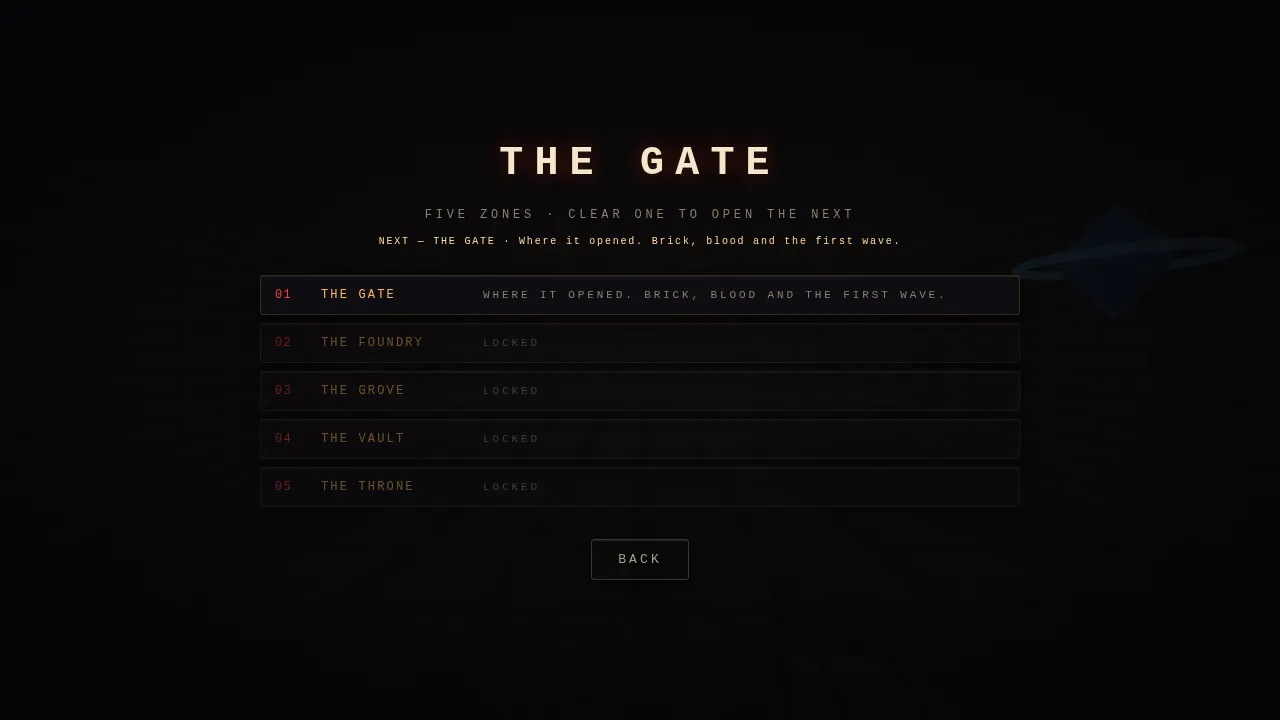 THE GATE
FIVE ZONES · CLEAR ONE TO OPEN THE NEXT
NEXT — THE GATE · Where it opened. Brick, blood and the first wave.
01 THE GATE WHERE IT OPENED. BRICK, BLOOD AND THE FIRST WAVE.
02 THE FOUNDRY LOCKED
03 THE GROVE LOCKED
04 THE VAULT LOCKED
05 THE THRONE LOCKED
BACK